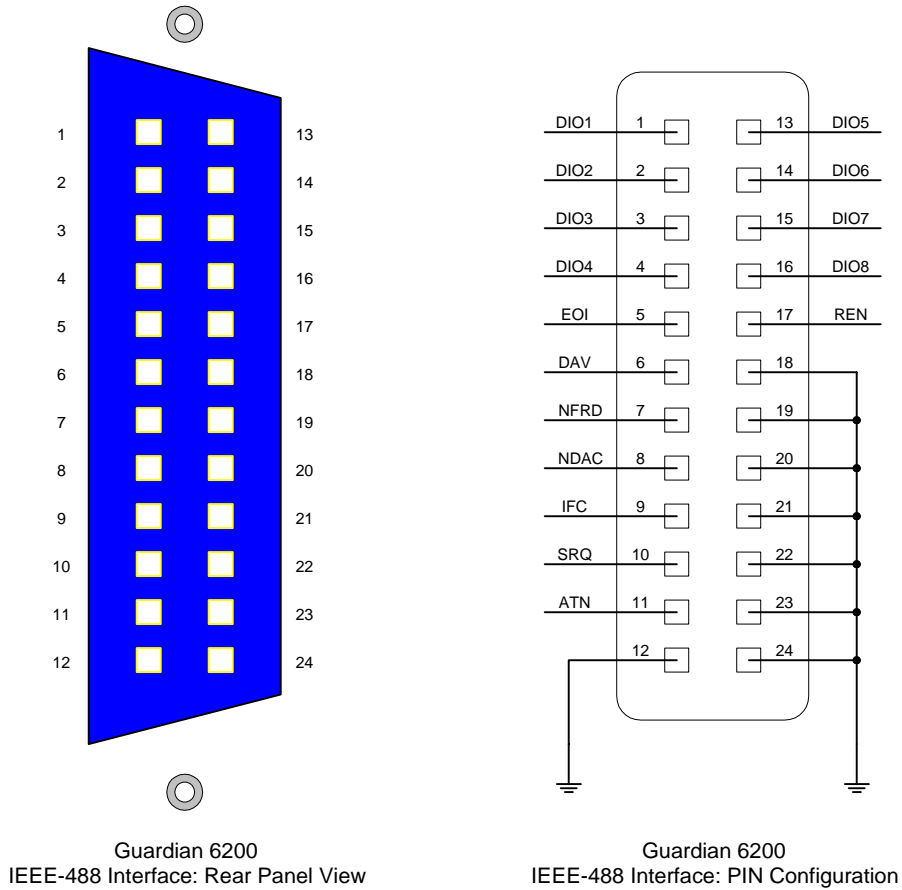 1 13
2 14
3 15
4 16
5 17
6 18
7 19
8 20
9 21
10 22
11 23
12 24
Guardian 6200
IEEE-488 Interface: Rear Panel View
DIO1 1 13 DIO5
DIO2 2 14 DIO6
DIO3 3 15 DIO7
DIO4 4 16 DIO8
EOI 5 17 REN
DAV 6 18
NFRD 7 19
NDAC 8 20
IFC 9 21
SRQ 10 22
ATN 11 23
12 24
Guardian 6200
IEEE-488 Interface: PIN Configuration